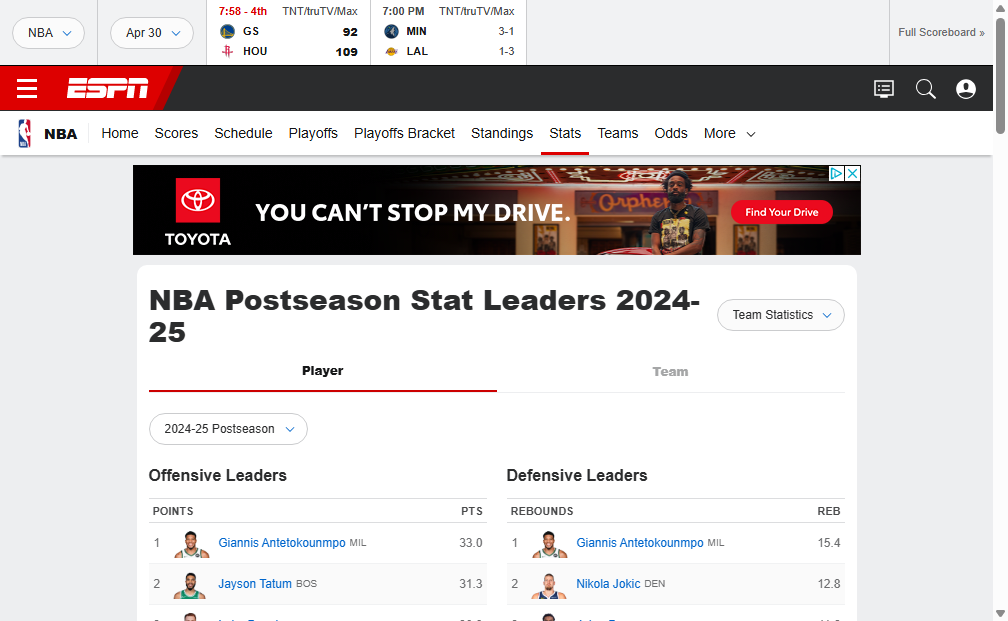 NBA
Apr 30
7:58 - 4th TNT/truTV/Max
GS 92
HOU 109
7:00 PM TNT/truTV/Max
MIN 3-1
LAL 1-3
Full Scoreboard »
ESPN
NBA Home Scores Schedule Playoffs Playoffs Bracket Standings Stats Teams Odds More
TOYOTA
YOU CAN'T STOP MY DRIVE.
Find Your Drive
NBA Postseason Stat Leaders 2024-
25
Team Statistics
Player Team
2024-25 Postseason
Offensive Leaders
POINTS PTS
1 Giannis Antetokounmpo MIL 33.0
2 Jayson Tatum BOS 31.3
Defensive Leaders
REBOUNDS REB
1 Giannis Antetokounmpo MIL 15.4
2 Nikola Jokic DEN 12.8